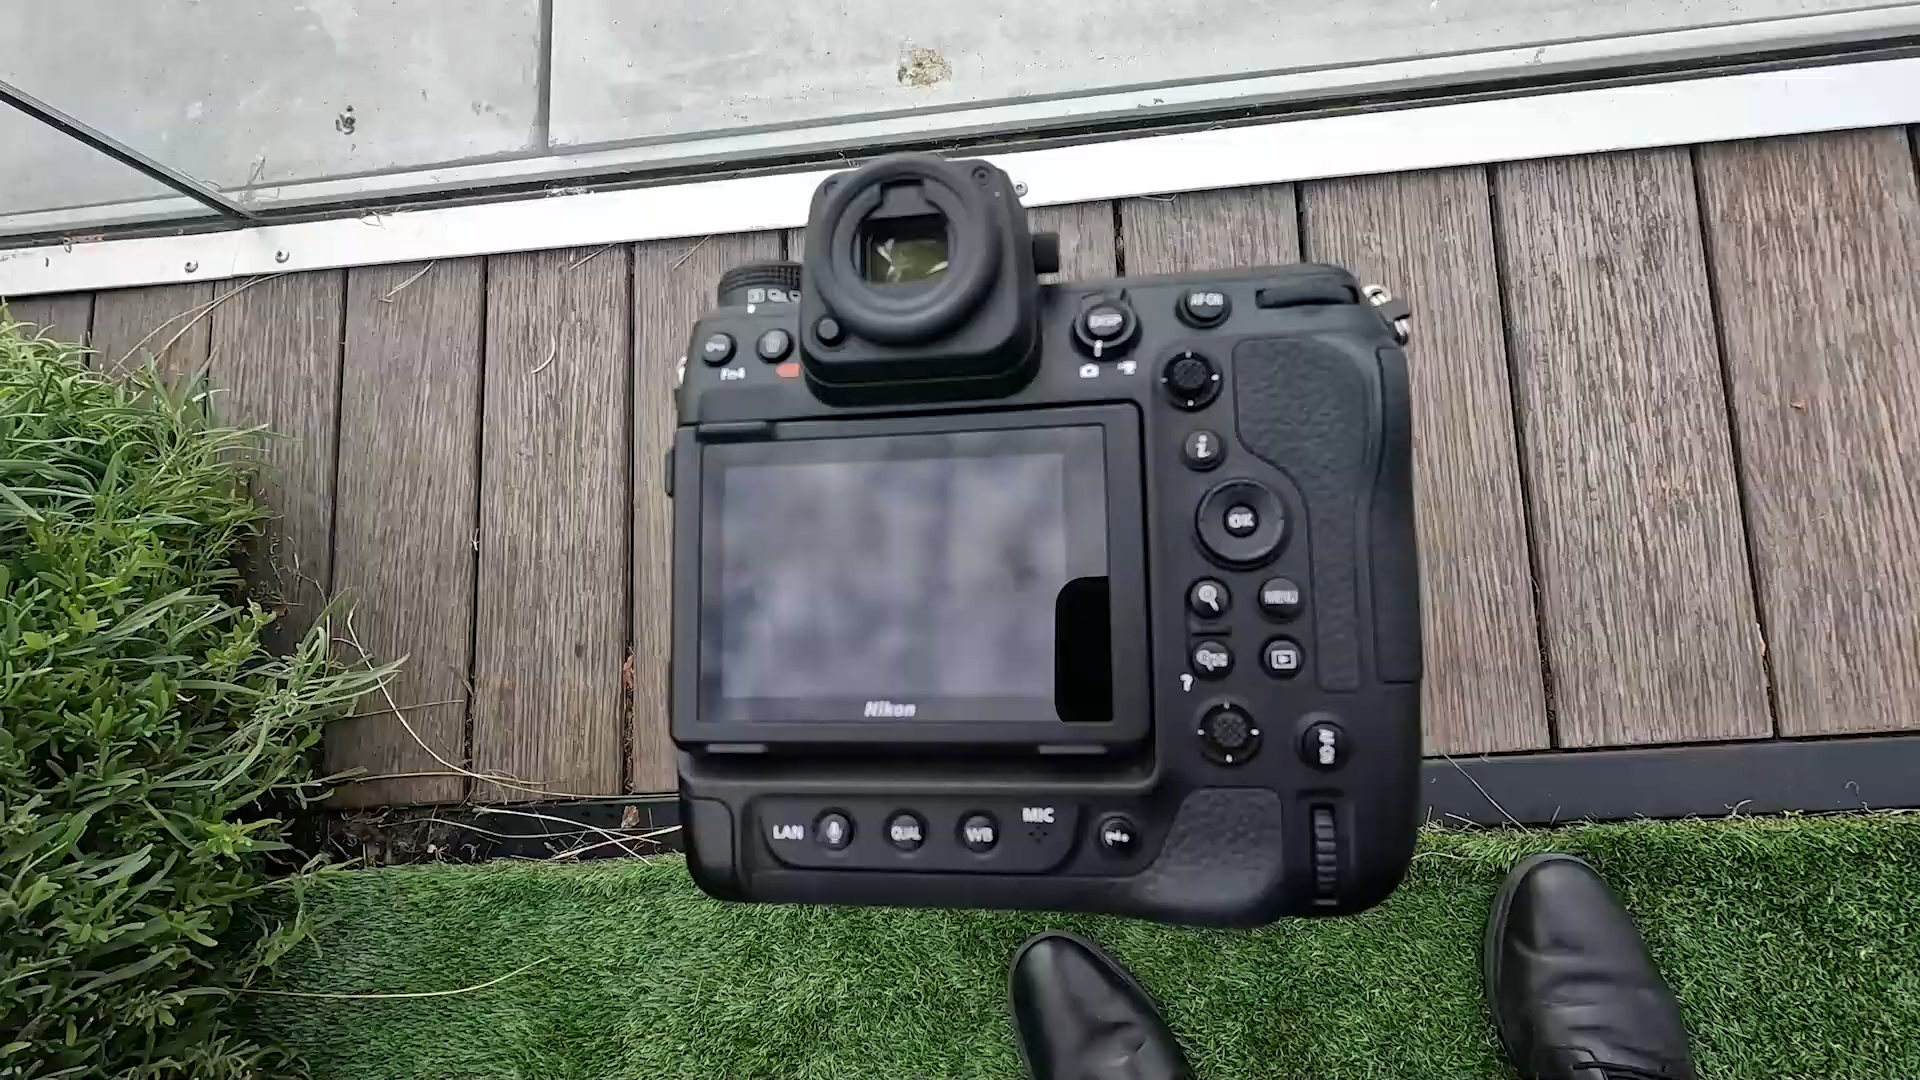 DISP
AF-ON
Fn4
i
OK
MENU
?
Nikon
AF-ON
LAN
QUAL
WB
MIC